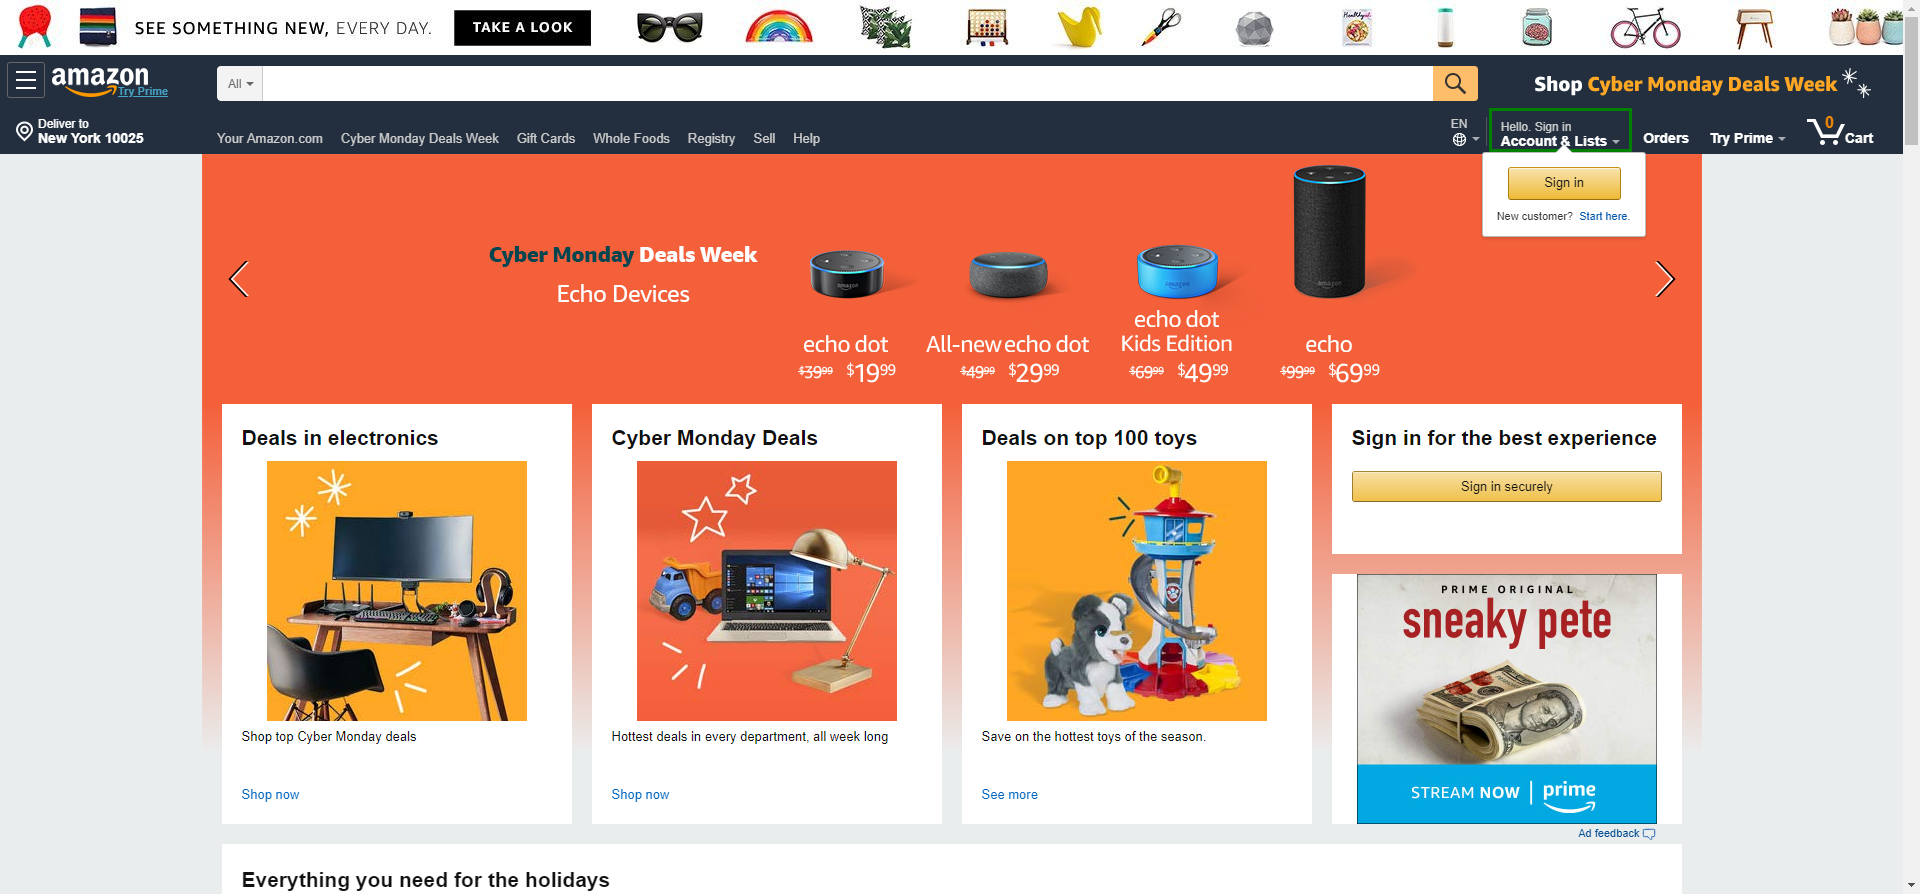 SEE SOMETHING NEW, EVERY DAY.
TAKE A LOOK
amazon
Try Prime
All
Shop Cyber Monday Deals Week
Deliver to
New York 10025
Your Amazon.com
Cyber Monday Deals Week
Gift Cards
Whole Foods
Registry
Sell
Help
EN
Hello. Sign in
Account & Lists
Orders
Try Prime
0
Cart
Sign in
New customer? Start here.
Cyber Monday Deals Week
Echo Devices
echo dot
$39.99 $19.99
All-new echo dot
$49.99 $29.99
echo dot
Kids Edition
$69.99 $49.99
echo
$99.99 $69.99
Deals in electronics
Shop top Cyber Monday deals
Shop now
Cyber Monday Deals
Hottest deals in every department, all week long
Shop now
Deals on top 100 toys
Save on the hottest toys of the season.
See more
Sign in for the best experience
Sign in securely
PRIME ORIGINAL
sneaky pete
STREAM NOW
prime
Ad feedback
Everything you need for the holidays